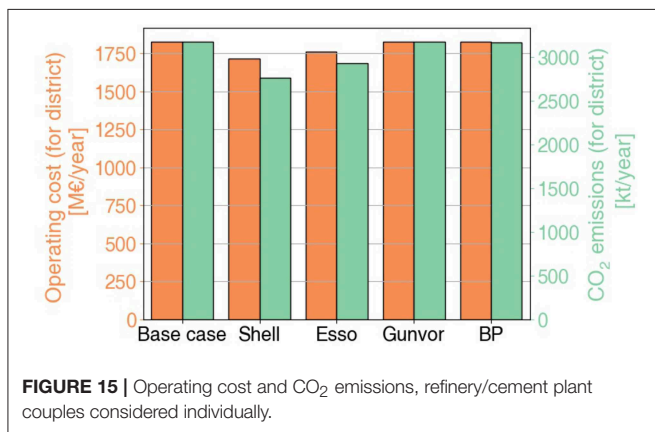 Operating cost (for district)
[M€/year]
1750
1500
1250
1000
750
500
250
0
Base case Shell Esso Gunvor BP
3000
2500
2000
1500
1000
500
0
CO₂ emissions (for district)
[kt/year]
FIGURE 15 | Operating cost and CO₂ emissions, refinery/cement plant
couples considered individually.